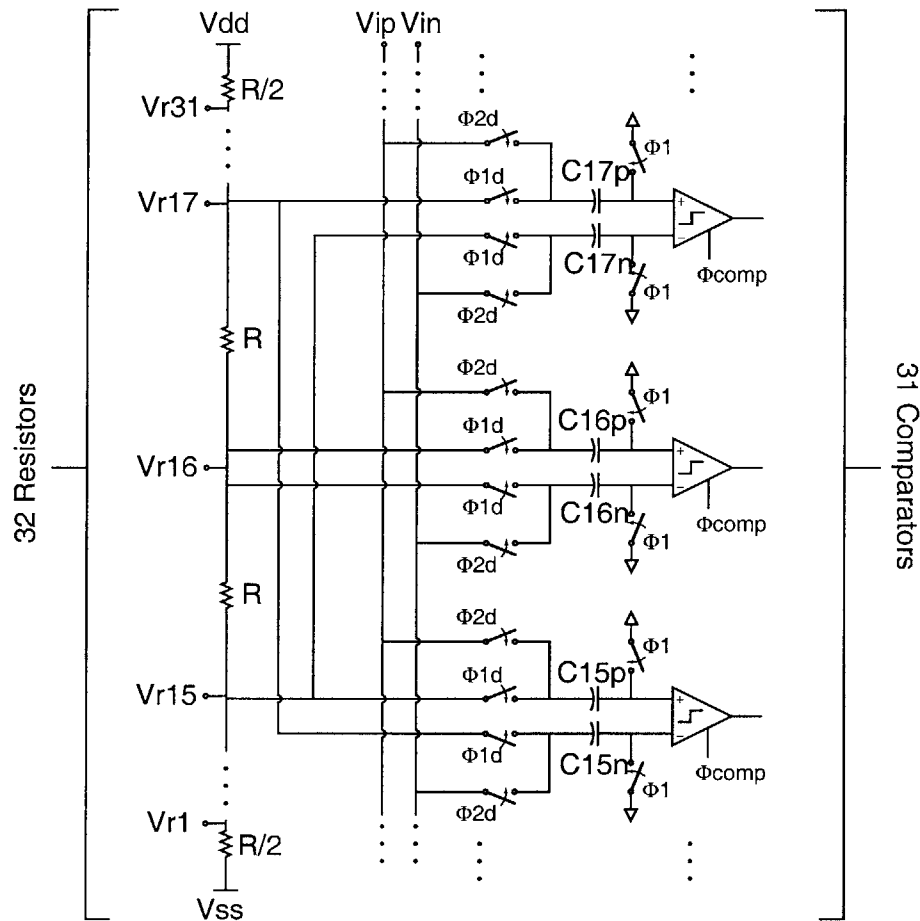 Vdd
Vip Vin
R/2
Vr31
Φ2d
Φ1
C17p
Φ1d
Vr17
+
−
Φ1d
C17n
Φcomp
Φ1
Φ2d
R
Φ2d
Φ1
C16p
Φ1d
+
Vr16
−
C16n
Φ1d
Φcomp
Φ1
Φ2d
R
Φ2d
Φ1
C15p
Φ1d
Vr15
+
−
Φ1d
C15n
Φcomp
Φ1
Φ2d
Vr1
R/2
Vss
32 Resistors
31 Comparators